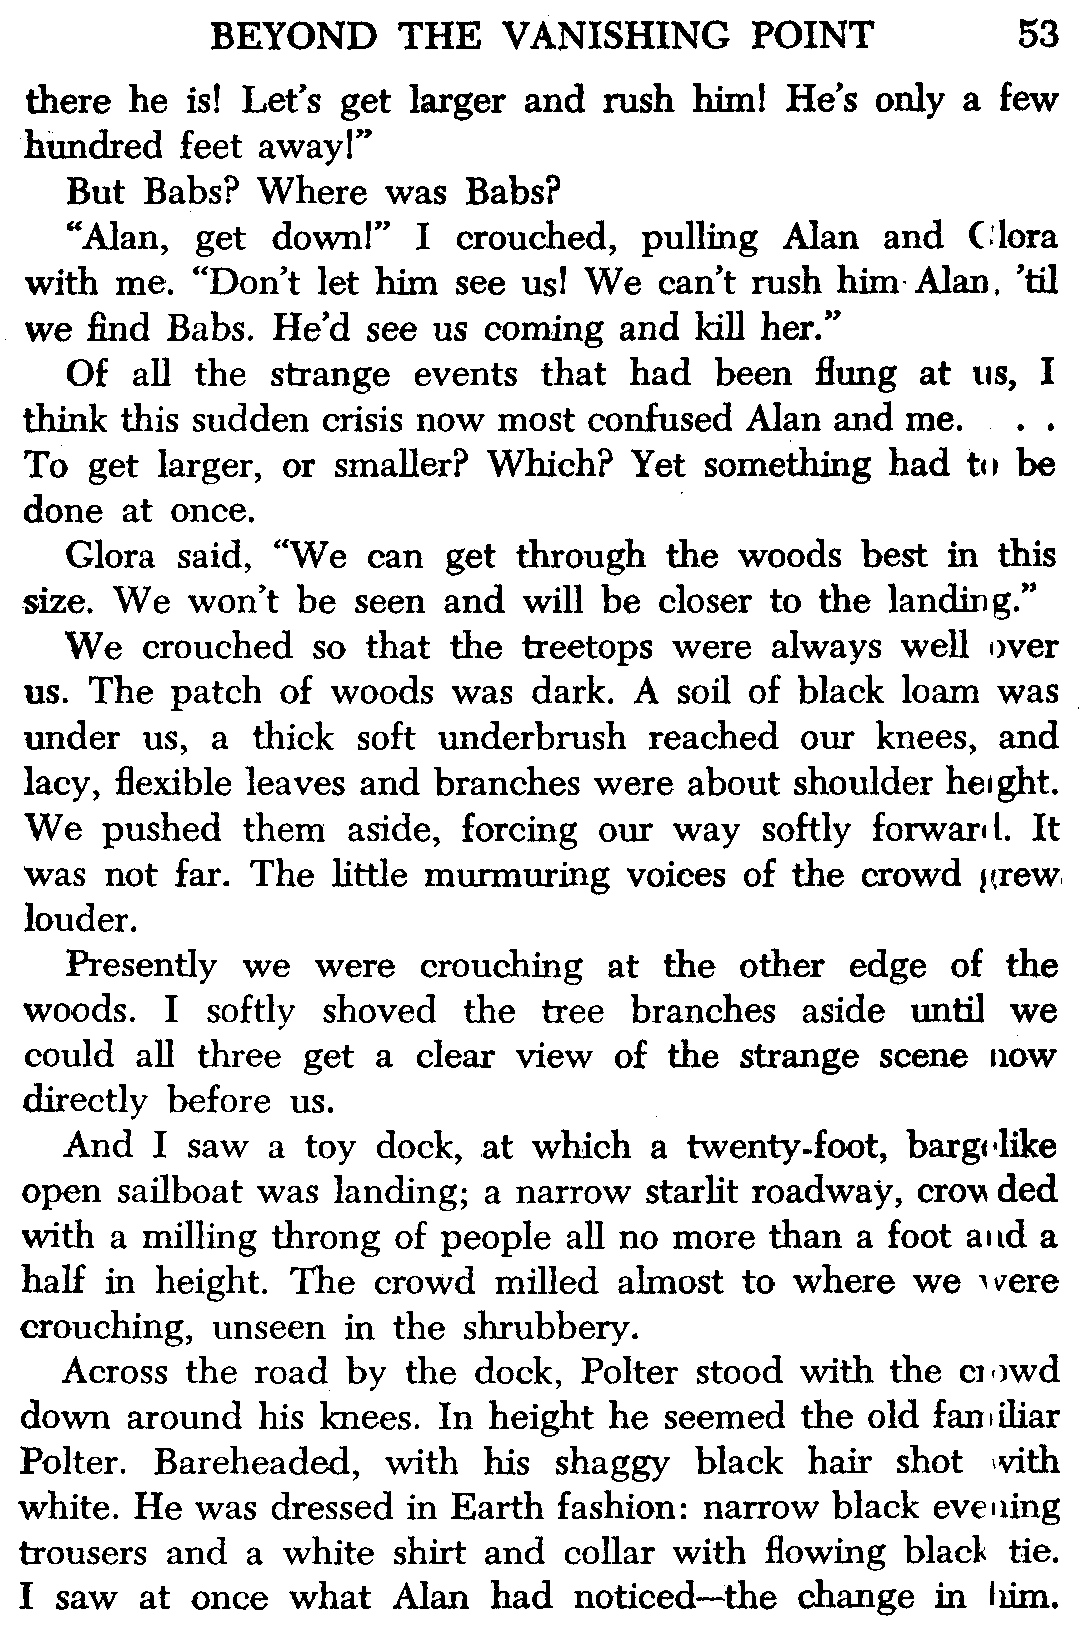 BEYOND THE VANISHING POINT 53
there he is! Let's get larger and rush him! He's only a few
hundred feet away!"
But Babs? Where was Babs?
"Alan, get down!" I crouched, pulling Alan and Glora
with me. "Don't let him see us! We can't rush him Alan, 'til
we find Babs. He'd see us coming and kill her."
Of all the strange events that had been flung at us, I
think this sudden crisis now most confused Alan and me. . .
To get larger, or smaller? Which? Yet something had to be
done at once.
Glora said, "We can get through the woods best in this
size. We won't be seen and will be closer to the landing."
We crouched so that the treetops were always well over
us. The patch of woods was dark. A soil of black loam was
under us, a thick soft underbrush reached our knees, and
lacy, flexible leaves and branches were about shoulder height.
We pushed them aside, forcing our way softly forward. It
was not far. The little murmuring voices of the crowd grew
louder.
Presently we were crouching at the other edge of the
woods. I softly shoved the tree branches aside until we
could all three get a clear view of the strange scene now
directly before us.
And I saw a toy dock, at which a twenty-foot, barge-like
open sailboat was landing; a narrow starlit roadway, crowded
with a milling throng of people all no more than a foot and a
half in height. The crowd milled almost to where we were
crouching, unseen in the shrubbery.
Across the road by the dock, Polter stood with the crowd
down around his knees. In height he seemed the old familiar
Polter. Bareheaded, with his shaggy black hair shot with
white. He was dressed in Earth fashion: narrow black evening
trousers and a white shirt and collar with flowing black tie.
I saw at once what Alan had noticed—the change in him.